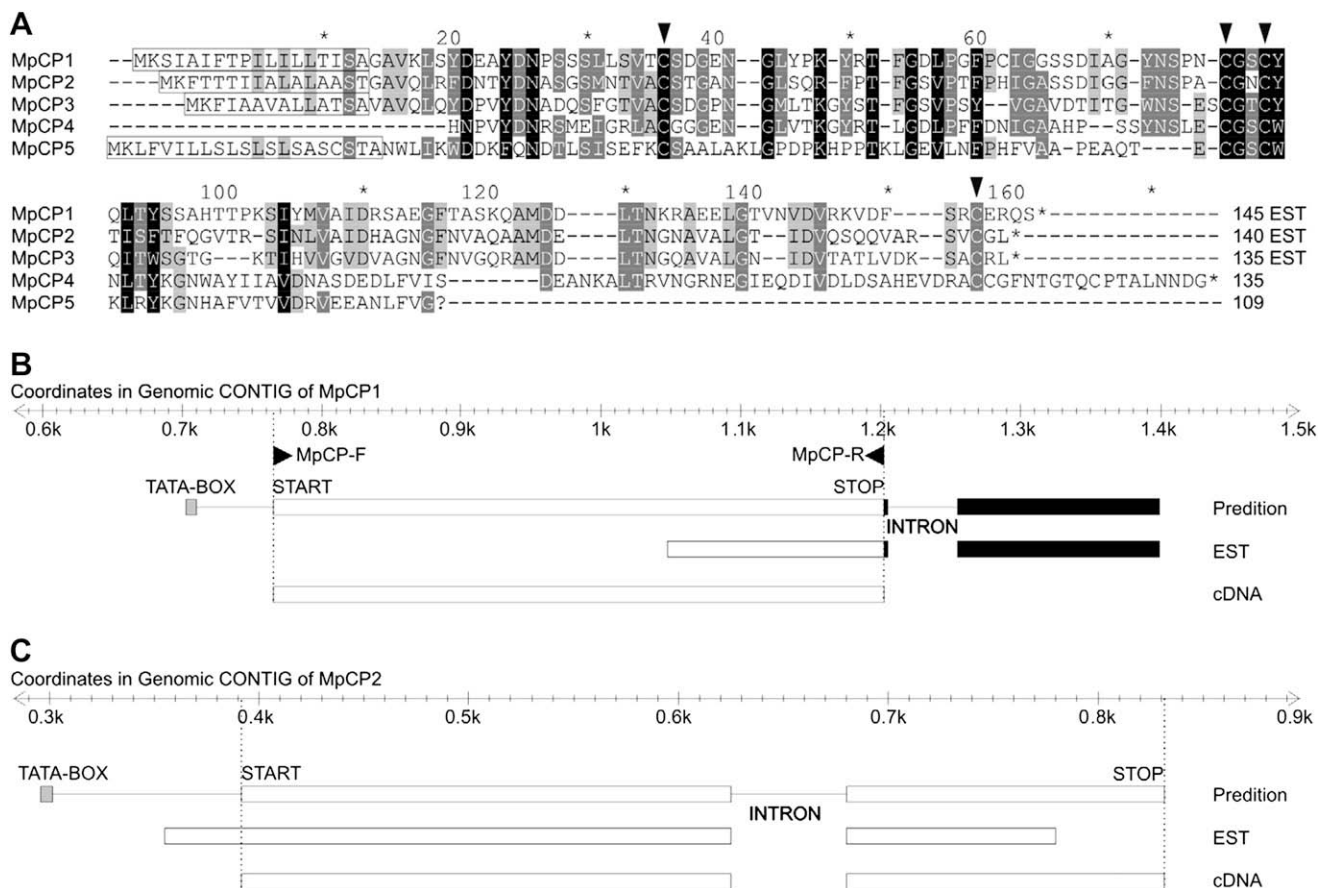 A
* 20 * 40 * 60 *
MpCP1 --MKSIAIFTPILILLTISAGAVKLSYDEAYDNPSSSLLSVTCSDGEN-GLYPK-YRT-FGDLPGFPCIGGSSDIAG-YNSPN-CGSCY
MpCP2 ----MKFTTTIIALALAASTAQAVQLRFDNTYDNASGSMNTVACSDGPN-GLSQR-FPT-FGDIPTFPHIGASSDIGG-FNSPA-CGNCY
MpCP3 ------MKFIAAVALLATSAVAVQLQYDPVYDNADQSFGTVACSDGPN-GMLTKGYST-FGSVPSY--VGAVDTITG-WNSESCGTCY
MpCP4 --------------------------HNPVYDNRSMEIGRLACGGGEN-GLVTKGYRT-LGDLPFFDNIGAAHP--SSYNSLE-CGSCW
MpCP5 MKLFVILLSLSLSLSASCSTANWLIKWDDKFQNDTLSISEFKCSAALAKLGPDPKHPPTKLGEVLNFPHFVAA-PEAQT----E-CGSCW
100 * 120 * 140 * 160 *
MpCP1 QLTYSSAHTTPKSIYMVAIDRSAEGFTASKQAMDD----LTNKRAEELGTVNVDVRKVDF---SRCERQS*-------------- 145 EST
MpCP2 TISFTFQGVTR-SINLVAIDHAGNGFNVAQAAMDE----LTNGNAVALGT-IDVQSQQVAR-SVCGL*---------------- 140 EST
MpCP3 QITWSGTG---KTIHVVGVDVAGNGFNVGQRAMDD----LTNGQAVALGN-IDVTATLVDK-SACRL*---------------- 135 EST
MpCP4 NLTYKGNWAYIIAVDNASDEDLFVIS-------DEANKALTRVNGRNEGIEQDIVDLDSAHEVDRACCGFNTGTQCPTALNNDG* 135
MpCP5 KLRYKGNHAFVTVVDRVEEANLFVG?------------------------------------------------------------ 109
B
Coordinates in Genomic CONTIG of MpCP1
0.6k 0.7k 0.8k 0.9k 1k 1.1k 1.2k 1.3k 1.4k 1.5k
MpCP-F MpCP-R
TATA-BOX START STOP
Predition
INTRON
EST
cDNA
C
Coordinates in Genomic CONTIG of MpCP2
0.3k 0.4k 0.5k 0.6k 0.7k 0.8k 0.9k
TATA-BOX START STOP
Predition
INTRON
EST
cDNA